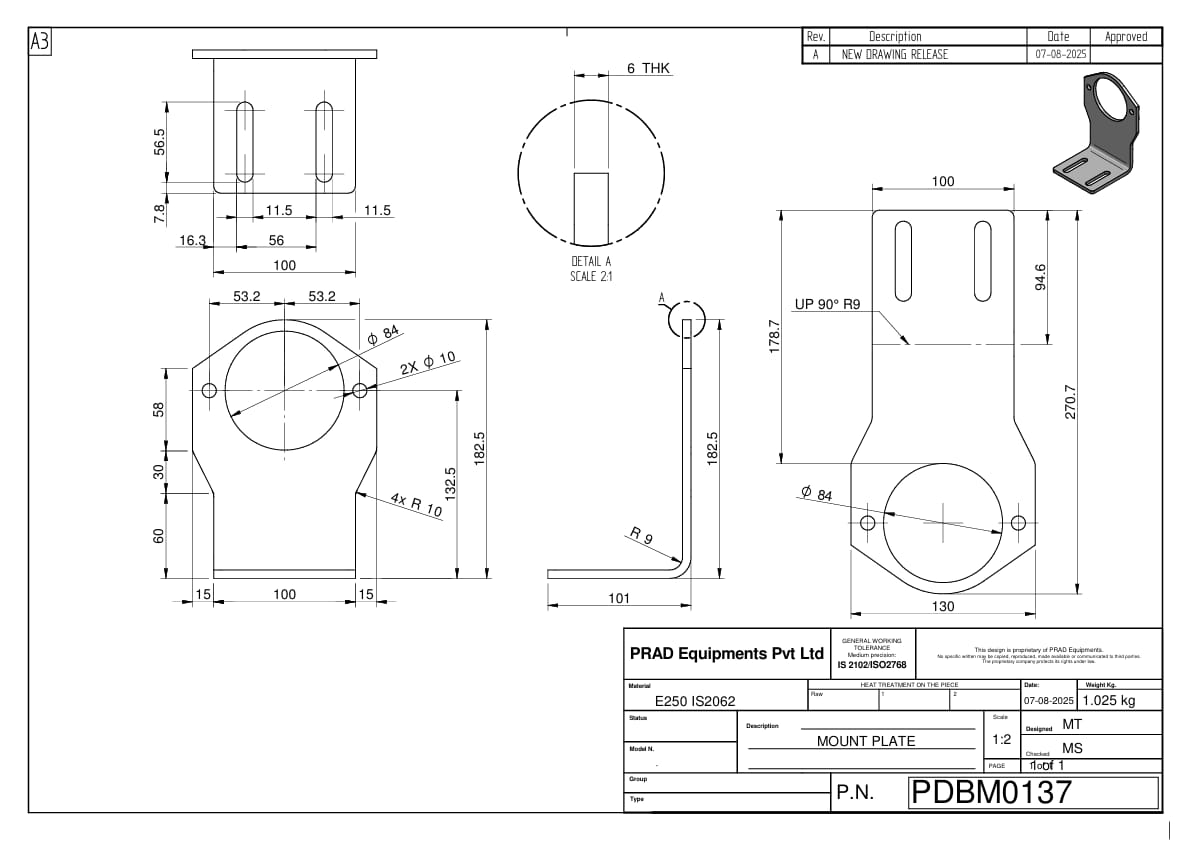 A3
Rev. Description Date Approved
A NEW DRAWING RELEASE 07-08-2025
6 THK
56.5
7.8
11.5 11.5
16.3 56
100
DETAIL A
SCALE 2:1
100
UP 90° R9
94.6
178.7
270.7
Φ 84
130
53.2 53.2
Φ 84
2X Φ 10
58
30
60
4x R 10
132.5
182.5
15 100 15
A
182.5
R 9
101
PRAD Equipments Pvt Ltd
GENERAL WORKING
TOLERANCE
Medium precision:
IS 2102/ISO2768
This design is proprietary of PRAD Equipments.
No specific written may be copied, reproduced, made available or communicated to third parties.
The proprietary company protects its rights under law.
Material
E250 IS2062
HEAT TREATMENT ON THE PIECE
Raw 1 2
Date: Weight Kg.
07-08-2025 1.025 kg
Status
Description
MOUNT PLATE
Scale
1:2
Designed MT
Checked MS
Model N.
.
PAGE 1 of 1
Group
Type
P.N. PDBM0137